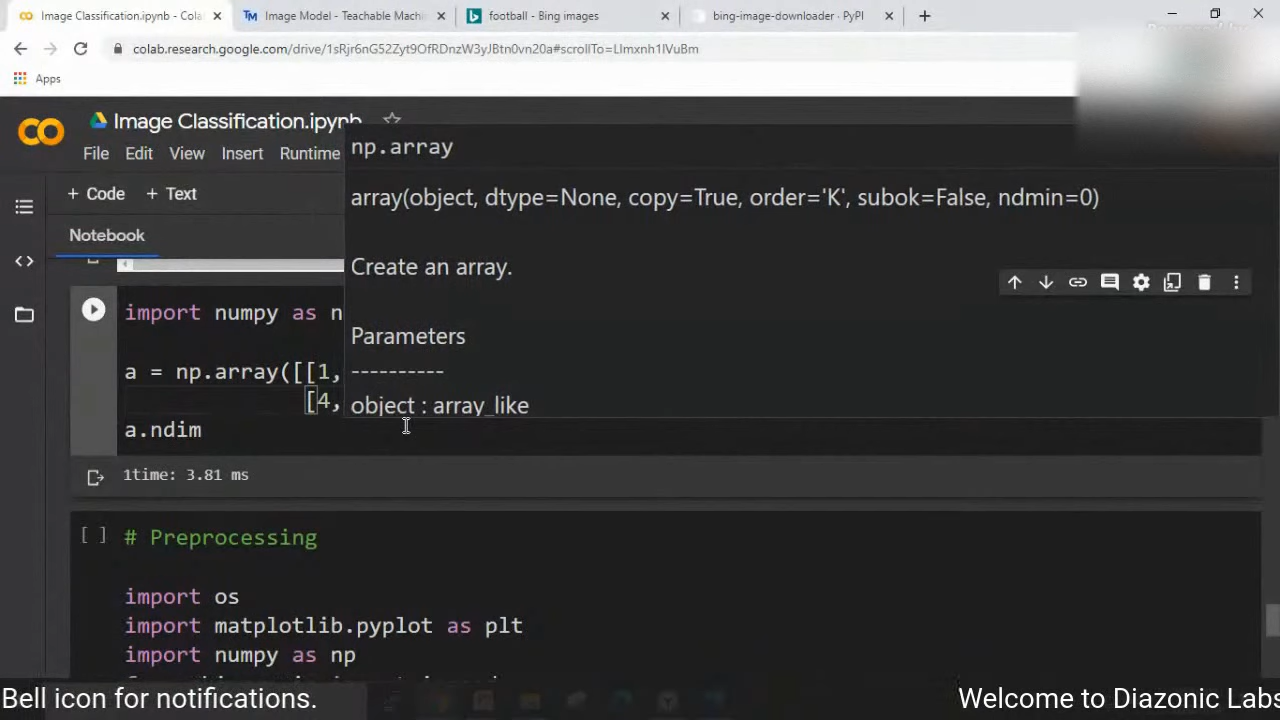 Image Classification.ipynb - Cola
Image Model - Teachable Machi
football - Bing images
bing-image-downloader · PyPI
colab.research.google.com/drive/1sRjr6nG52Zyt9OfRDnzW3yJBtn0vn20a#scrollTo=LImxnh1IVuBm
Apps
Image Classification.ipynb
File Edit View Insert Runtime
+ Code + Text
Notebook
np.array
array(object, dtype=None, copy=True, order='K', subok=False, ndmin=0)
Create an array.
Parameters
----------
object : array_like
import numpy as n
a = np.array([[1,
[4,
a.ndim
1time: 3.81 ms
[ ] # Preprocessing
import os
import matplotlib.pyplot as plt
import numpy as np
Bell icon for notifications.
Welcome to Diazonic Labs